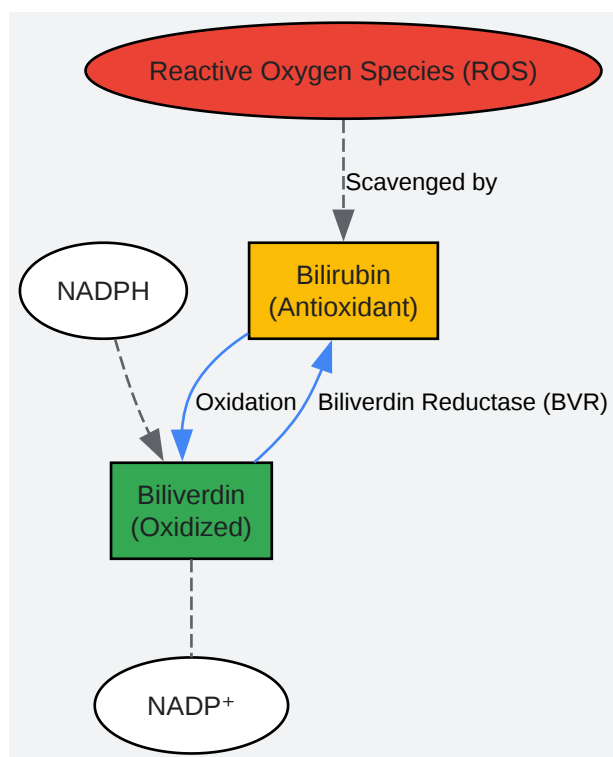 Reactive Oxygen Species (ROS)
Scavenged by
Bilirubin
(Antioxidant)
NADPH
Oxidation
Biliverdin Reductase (BVR)
Biliverdin
(Oxidized)
NADP⁺